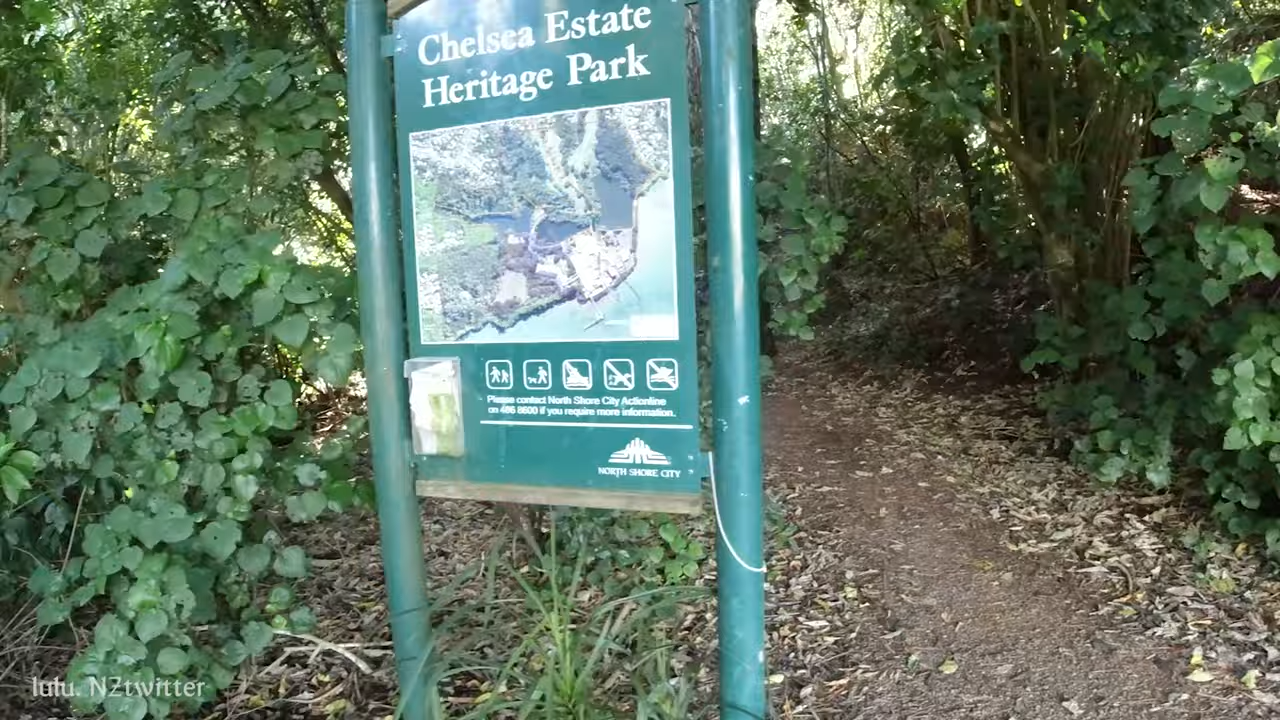 Chelsea Estate
Heritage Park
Please contact North Shore City Actionline
on 486 8600 if you require more information.
NORTH SHORE CITY
lulu. NZtwitter